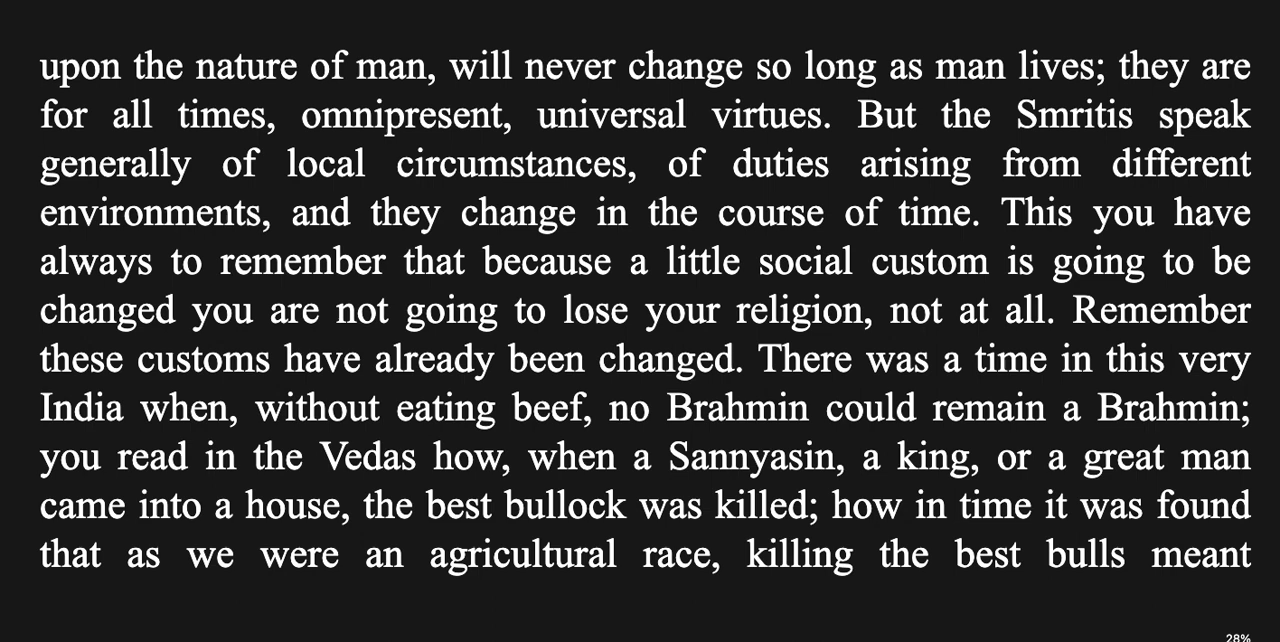 upon the nature of man, will never change so long as man lives; they are
for all times, omnipresent, universal virtues. But the Smritis speak
generally of local circumstances, of duties arising from different
environments, and they change in the course of time. This you have
always to remember that because a little social custom is going to be
changed you are not going to lose your religion, not at all. Remember
these customs have already been changed. There was a time in this very
India when, without eating beef, no Brahmin could remain a Brahmin;
you read in the Vedas how, when a Sannyasin, a king, or a great man
came into a house, the best bullock was killed; how in time it was found
that as we were an agricultural race, killing the best bulls meant
28%